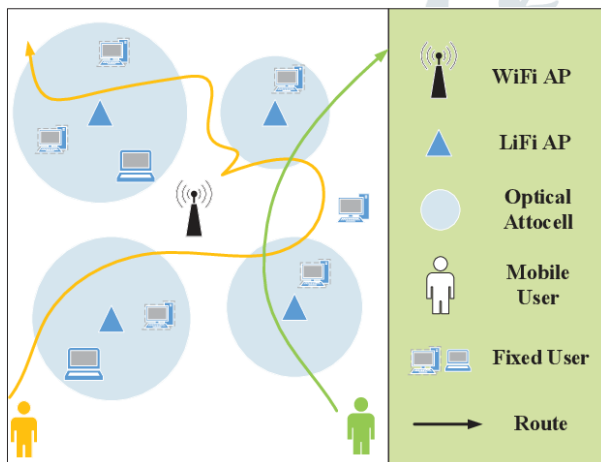 WiFi AP
LiFi AP
Optical
Attocell
Mobile
User
Fixed User
Route